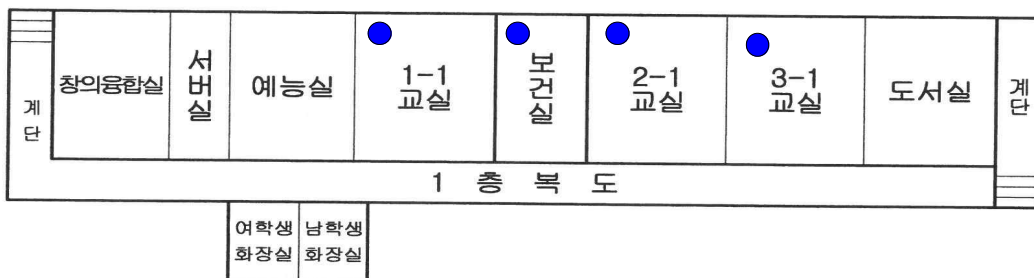 계
단
창의융합실
서
버
실
예능실
1-1
교실
보
건
실
2-1
교실
3-1
교실
도서실
계
단
1 층 복 도
여학생
화장실
남학생
화장실